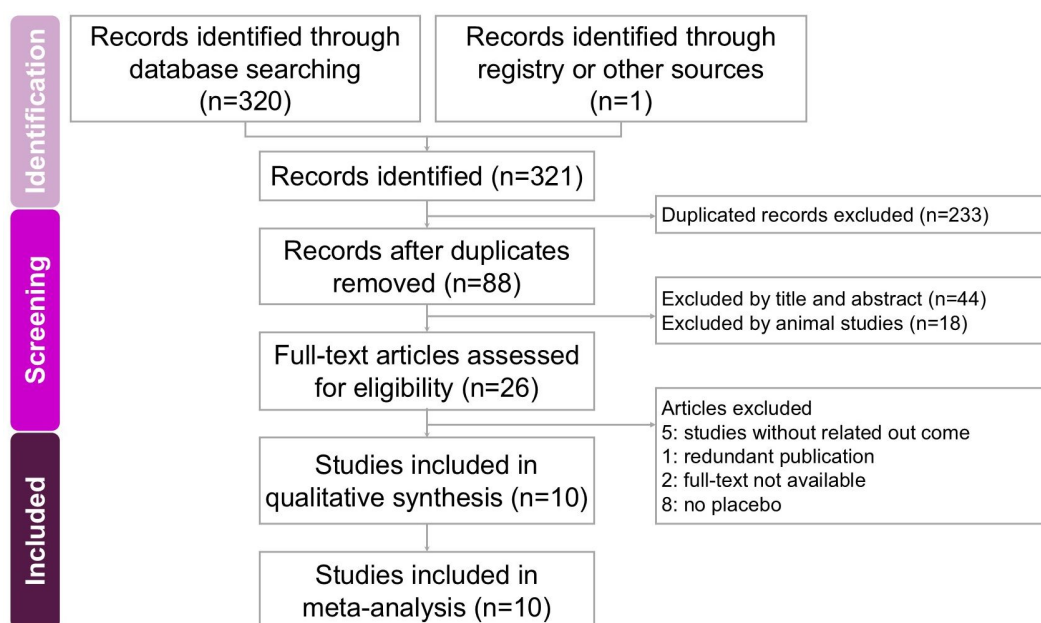 Identification
Records identified through
database searching
(n=320)
Records identified through
registry or other sources
(n=1)
Records identified (n=321)
Screening
Duplicated records excluded (n=233)
Records after duplicates
removed (n=88)
Excluded by title and abstract (n=44)
Excluded by animal studies (n=18)
Full-text articles assessed
for eligibility (n=26)
Articles excluded
5: studies without related out come
1: redundant publication
2: full-text not available
8: no placebo
Included
Studies included in
qualitative synthesis (n=10)
Studies included in
meta-analysis (n=10)